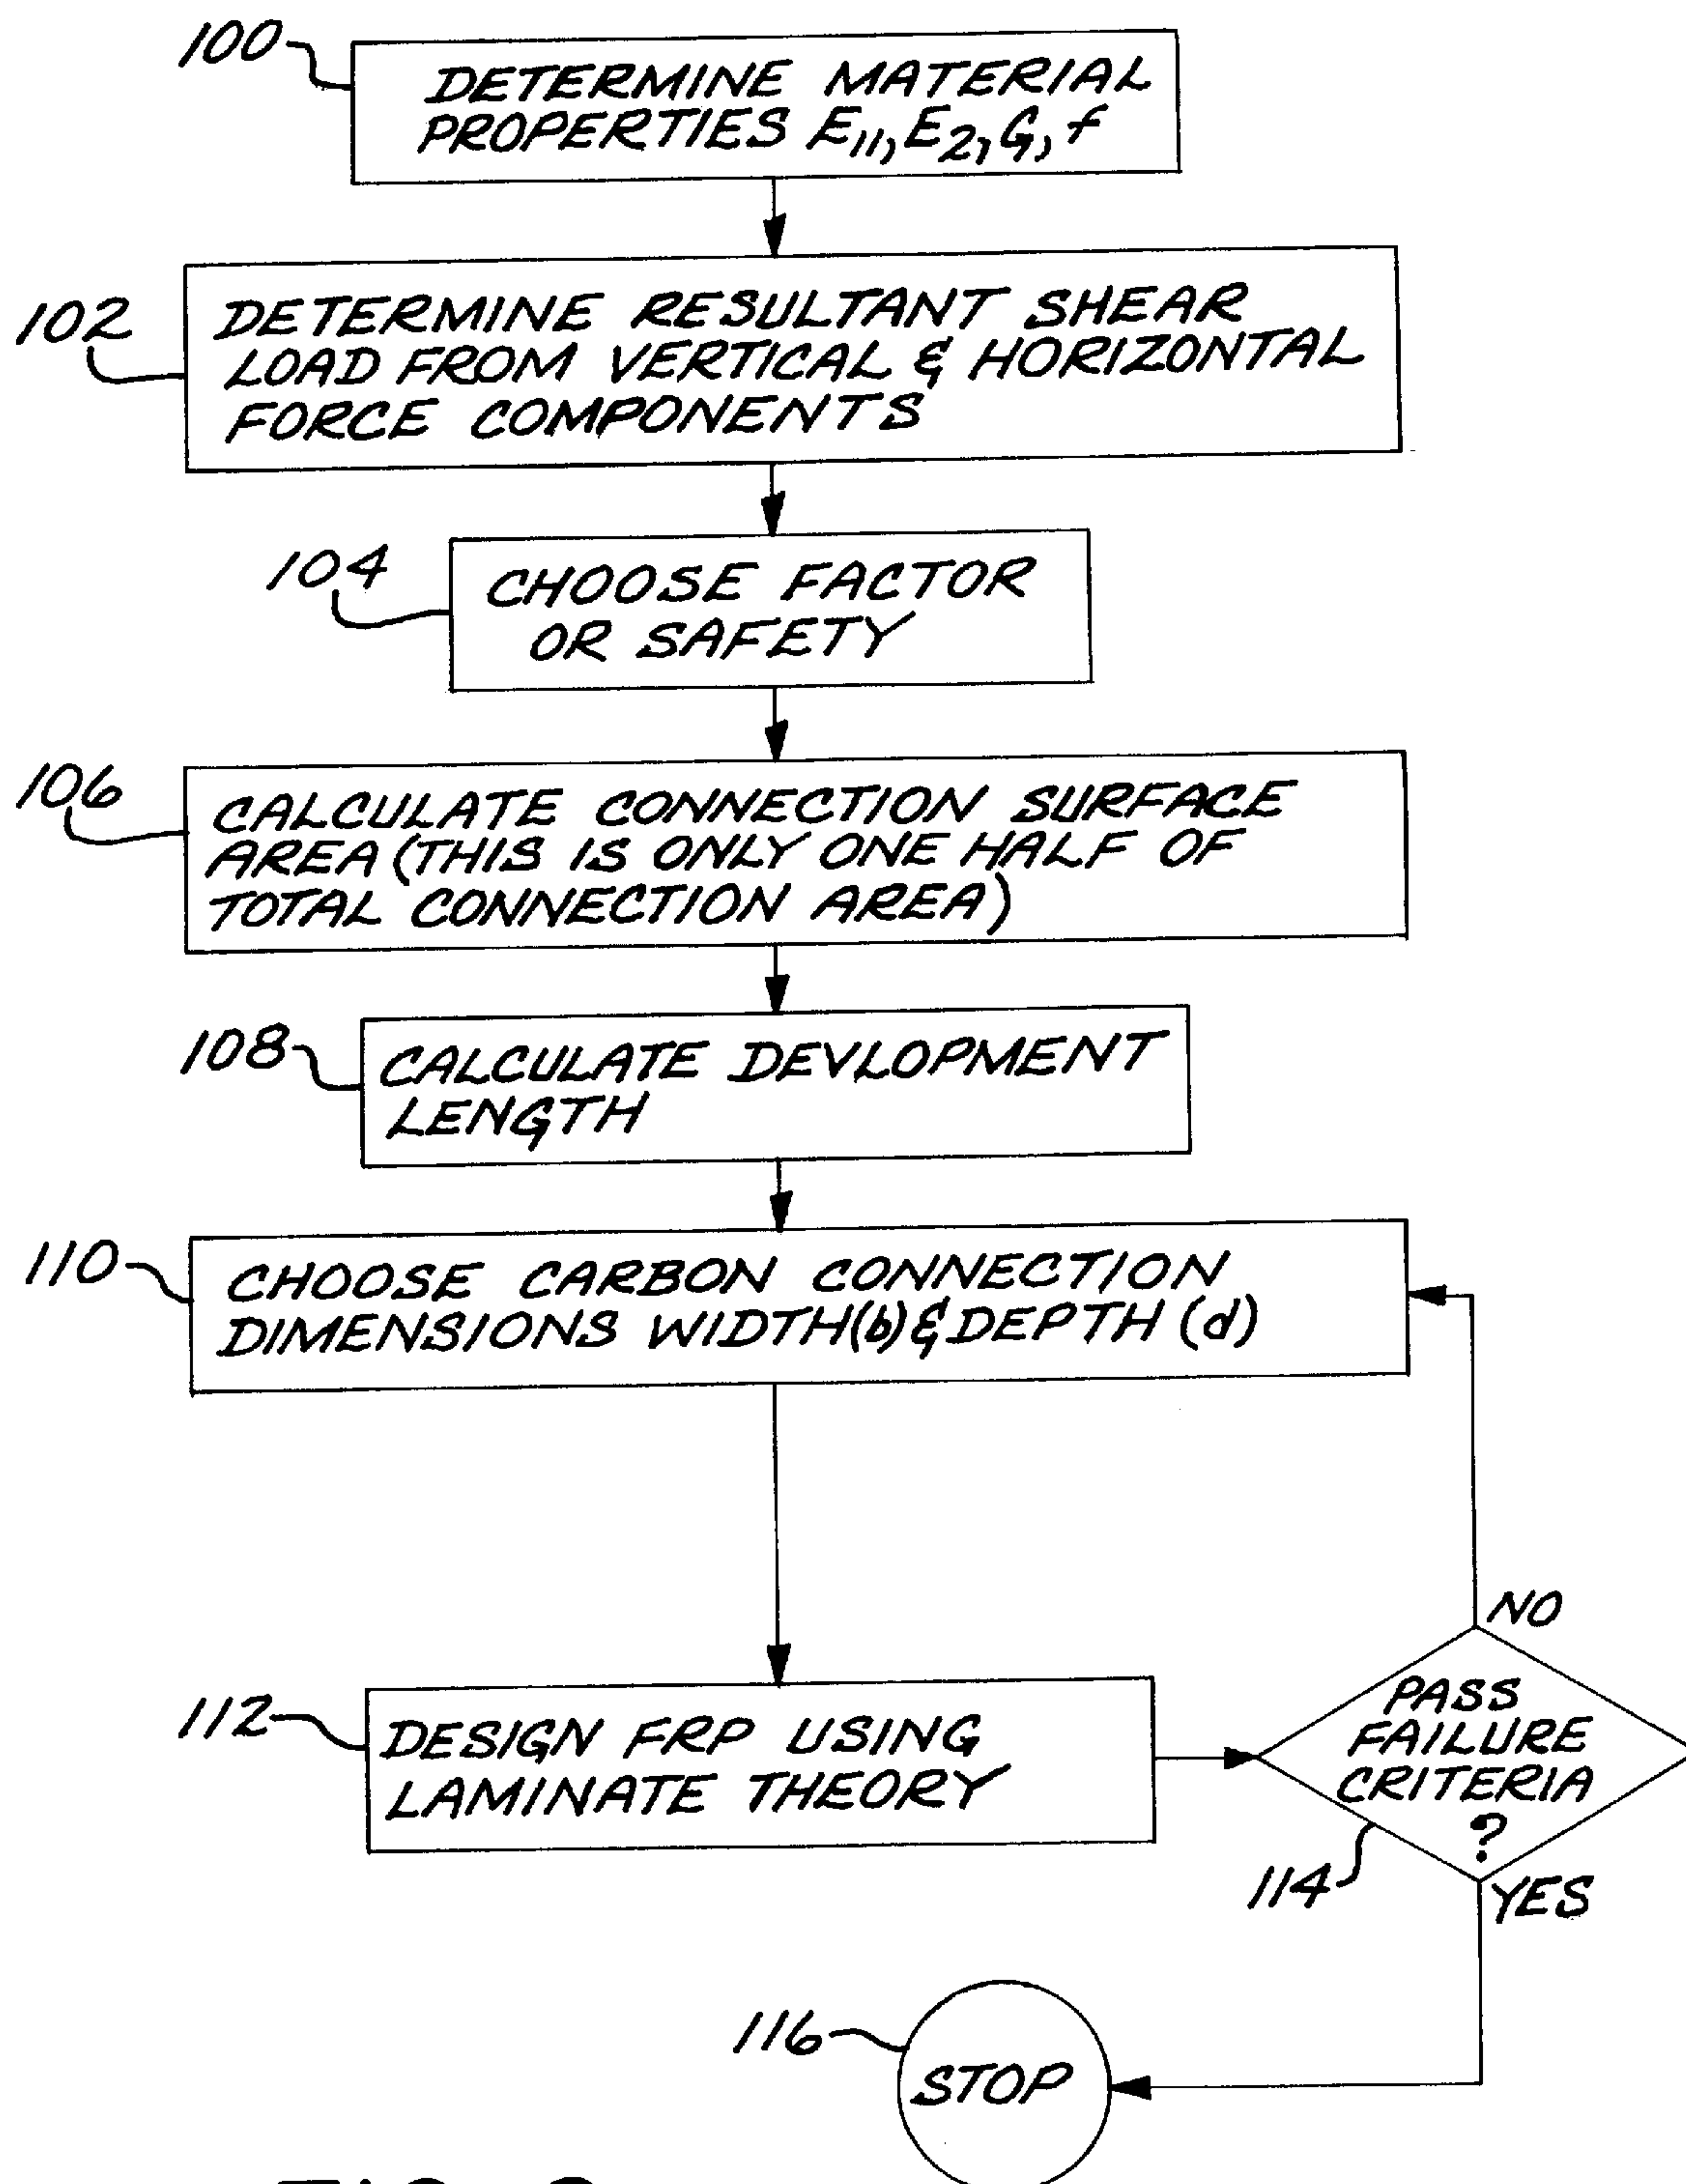 100
DETERMINE MATERIAL
PROPERTIES E11, E2, G, f
102
DETERMINE RESULTANT SHEAR
LOAD FROM VERTICAL & HORIZONTAL
FORCE COMPONENTS
104
CHOOSE FACTOR
OR SAFETY
106
CALCULATE CONNECTION SURFACE
AREA (THIS IS ONLY ONE HALF OF
TOTAL CONNECTION AREA)
108
CALCULATE DEVLOPMENT
LENGTH
110
CHOOSE CARBON CONNECTION
DIMENSIONS WIDTH(b) & DEPTH (d)
NO
112
DESIGN FRP USING
LAMINATE THEORY
PASS
FAILURE
CRITERIA
?
114
YES
116
STOP